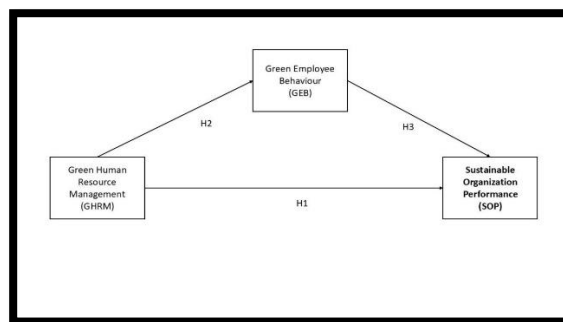 Green Employee
Behaviour
(GEB)
H2
H3
Green Human
Resource
Management
(GHRM)
Sustainable
Organization
Performance
(SOP)
H1